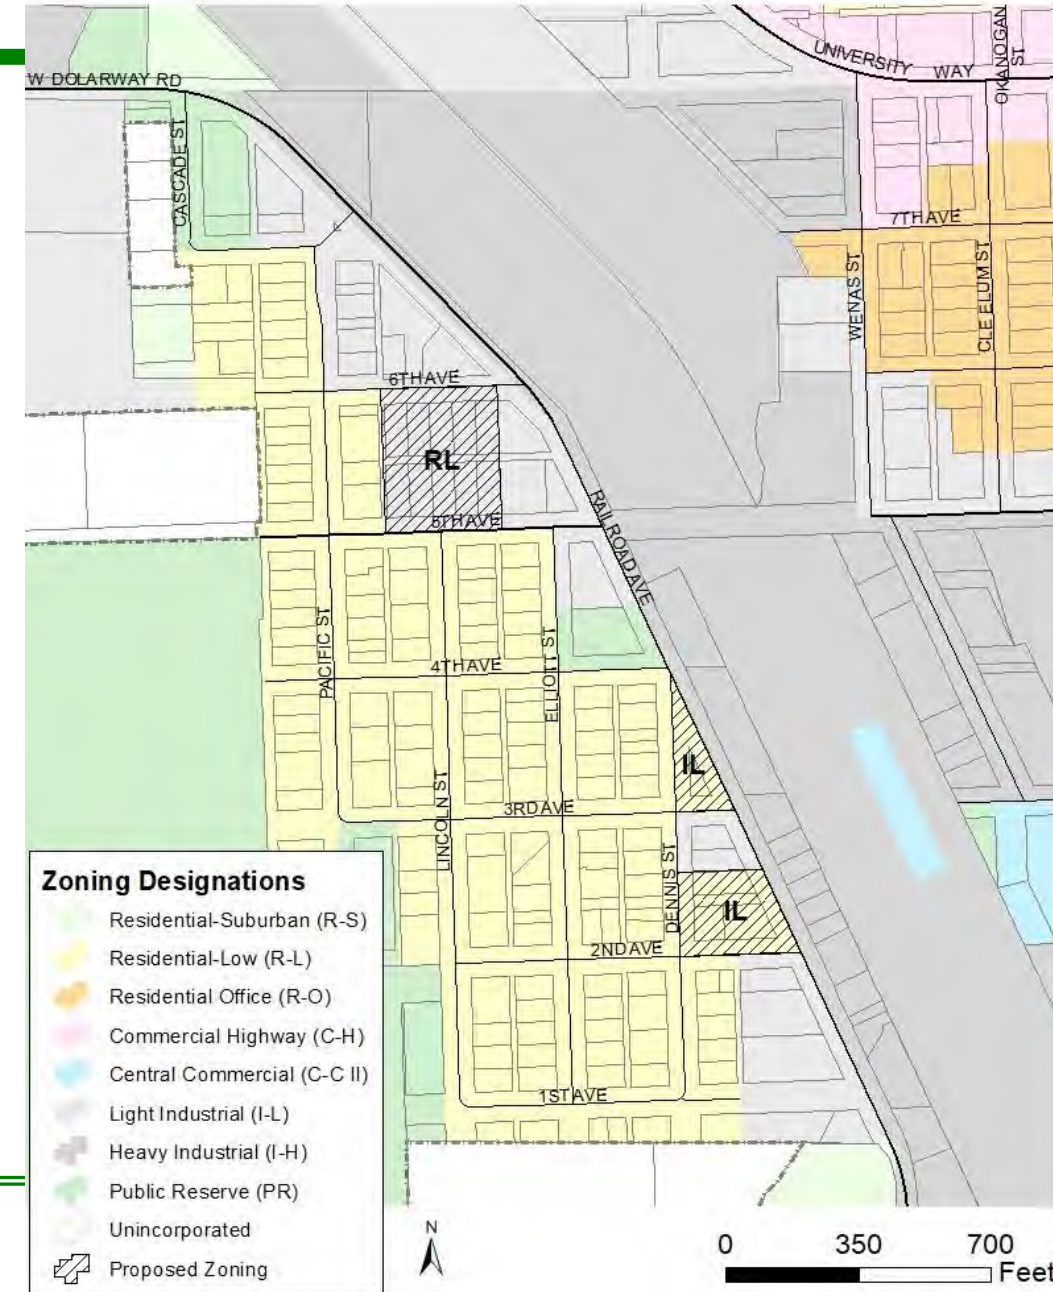 UNIVERSITY WAY
OKANOGAN ST
W DOLARWAY RD
CASCADE ST
7TH AVE
WENAS ST
CLE ELUM ST
6TH AVE
RL
5TH AVE
RAILROAD AVE
PACIFIC ST
ELLIOTT ST
4TH AVE
IL
LINCOLN ST
3RD AVE
DENNIS ST
IL
2ND AVE
1ST AVE
Zoning Designations
Residential-Suburban (R-S)
Residential-Low (R-L)
Residential Office (R-O)
Commercial Highway (C-H)
Central Commercial (C-C II)
Light Industrial (I-L)
Heavy Industrial (I-H)
Public Reserve (PR)
Unincorporated
Proposed Zoning
N
0 350 700
Feet